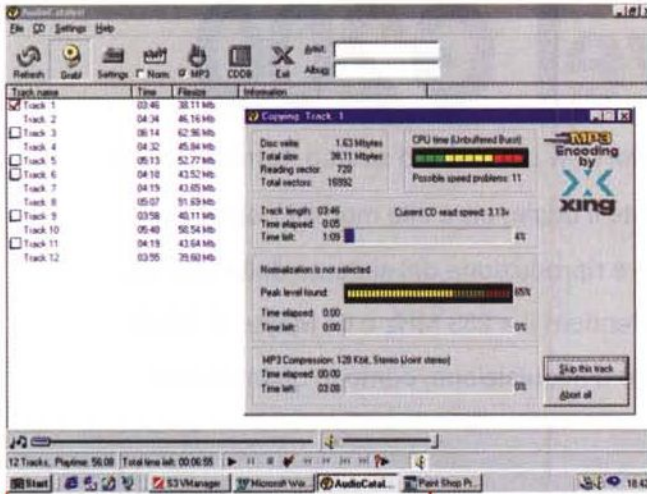 AudioCatalyst
File CD Settings Help
Refresh Grab! Settings Norm. MP3 CDDB Exit Artist: Album:
Track name Time Filesize Information
Track 1 03:46 38.11 Mb
Track 2 04:34 46,16 Mb
Track 3 06:14 62,96 Mb
Track 4 04:32 45,84 Mb
Track 5 05:13 52.77 Mb
Track 6 04:18 43,52 Mb
Track 7 04:19 43,65 Mb
Track 8 05:07 51,69 Mb
Track 9 03:58 40,11 Mb
Track 10 05:40 50,54 Mb
Track 11 04:19 43,64 Mb
Track 12 03:55 39,60 Mb
Copying: Track 1
Disc write: 1.63 Mbytes
Total size: 38.11 Mbytes
Reading sector: 720
Total sectors: 16992
CPU time (Unbuffered Burst)
Possible speed problems: 11
MP3
Encoding
by
xing
Track length: 03:46 Current CD read speed: 3.13x
Time elapsed: 0:05
Time left: 1:09 4%
Normalization is not selected
Peak level found: 85%
Time elapsed: 0:00
Time left: 0:00 0%
MP3 Compression: 128 Kbit, Stereo (Joint stereo)
Time elapsed: 00:00
Time left: 03:08 0%
Skip this track
Abort all
12 Tracks, Playtime: 56:08 Total time left: 00:06:55
Start S3 VManager Microsoft Wor... AudioCatal... Paint Shop Pr... 18:43